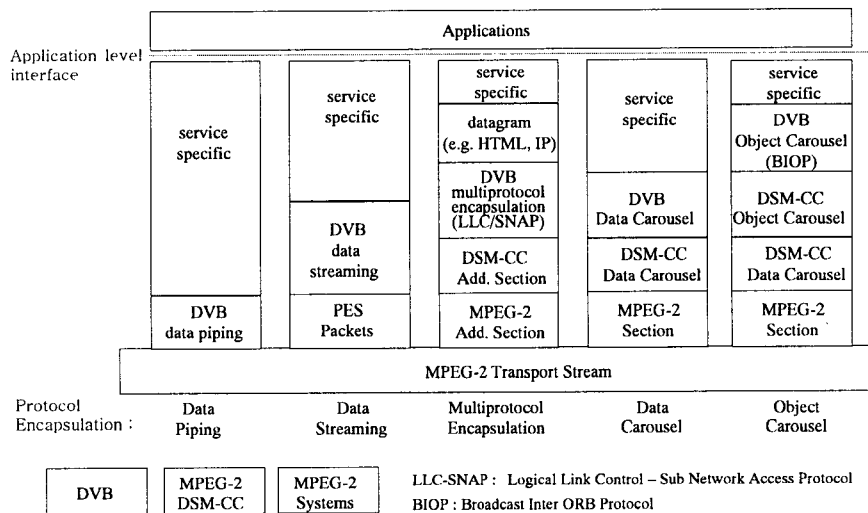 Applications
Application level
interface
service
specific
DVB
data piping
service
specific
DVB
data
streaming
PES
Packets
service
specific
datagram
(e.g. HTML, IP)
DVB
multiprotocol
encapsulation
(LLC/SNAP)
DSM-CC
Add. Section
MPEG-2
Add. Section
service
specific
DVB
Data Carousel
DSM-CC
Data Carousel
MPEG-2
Section
service
specific
DVB
Object Carousel
(BIOP)
DSM-CC
Object Carousel
DSM-CC
Data Carousel
MPEG-2
Section
MPEG-2 Transport Stream
Protocol
Encapsulation :
Data
Piping
Data
Streaming
Multiprotocol
Encapsulation
Data
Carousel
Object
Carousel
DVB
MPEG-2
DSM-CC
MPEG-2
Systems
LLC-SNAP : Logical Link Control – Sub Network Access Protocol
BIOP : Broadcast Inter ORB Protocol